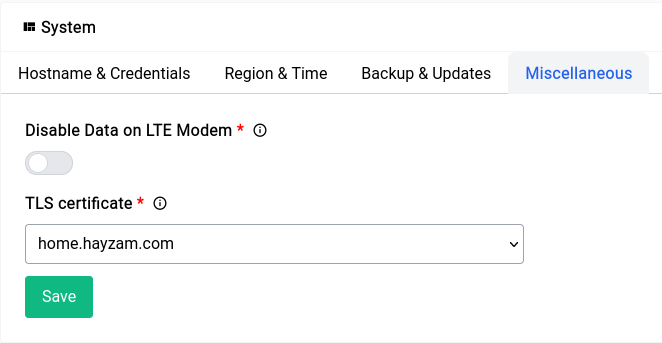 System
Hostname & Credentials Region & Time Backup & Updates Miscellaneous
Disable Data on LTE Modem *
TLS certificate *
home.hayzam.com
Save